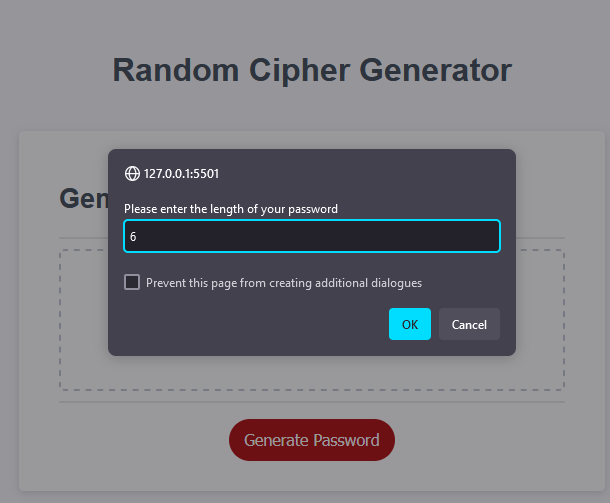 Random Cipher Generator
127.0.0.1:5501
Gen
Please enter the length of your password
6
Prevent this page from creating additional dialogues
OK Cancel
Generate Password